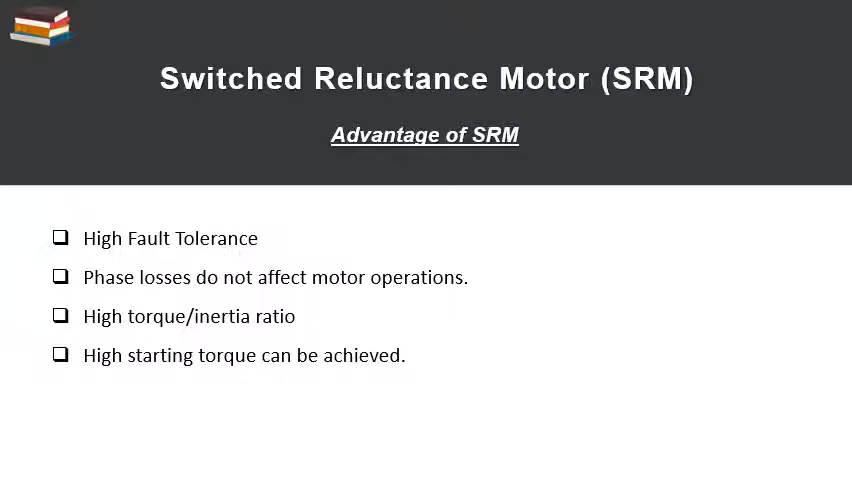 Switched Reluctance Motor (SRM)
Advantage of SRM
High Fault Tolerance
Phase losses do not affect motor operations.
High torque/inertia ratio
High starting torque can be achieved.